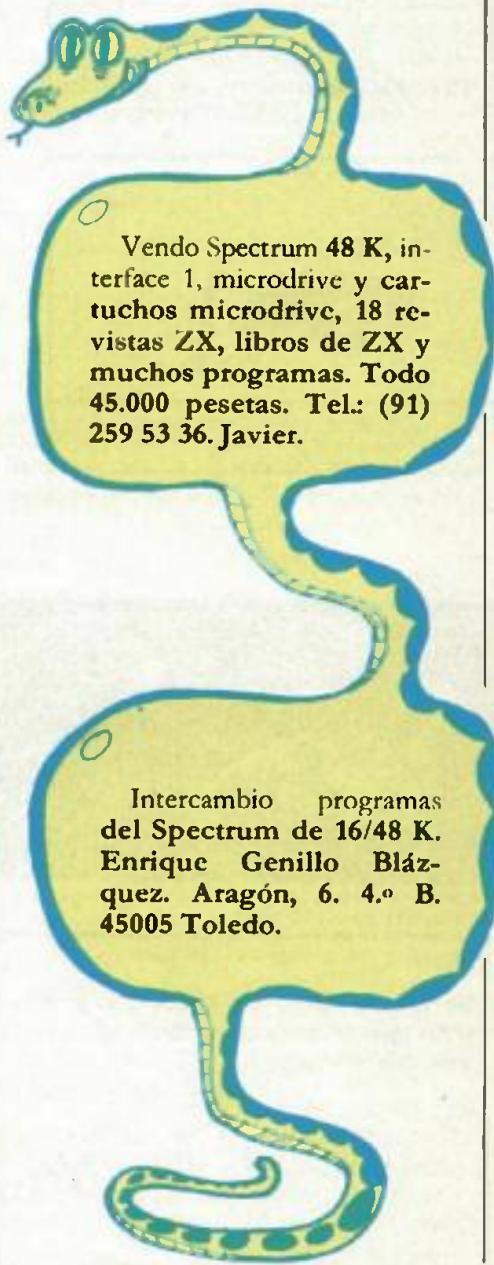 Vendo Spectrum 48 K, in-
terface 1, microdrive y car-
tuchos microdrive, 18 re-
vistas ZX, libros de ZX y
muchos programas. Todo
45.000 pesetas. Tel.: (91)
259 53 36. Javier.
Intercambio programas
del Spectrum de 16/48 K.
Enrique Genillo Bláz-
quez. Aragón, 6. 4.º B.
45005 Toledo.